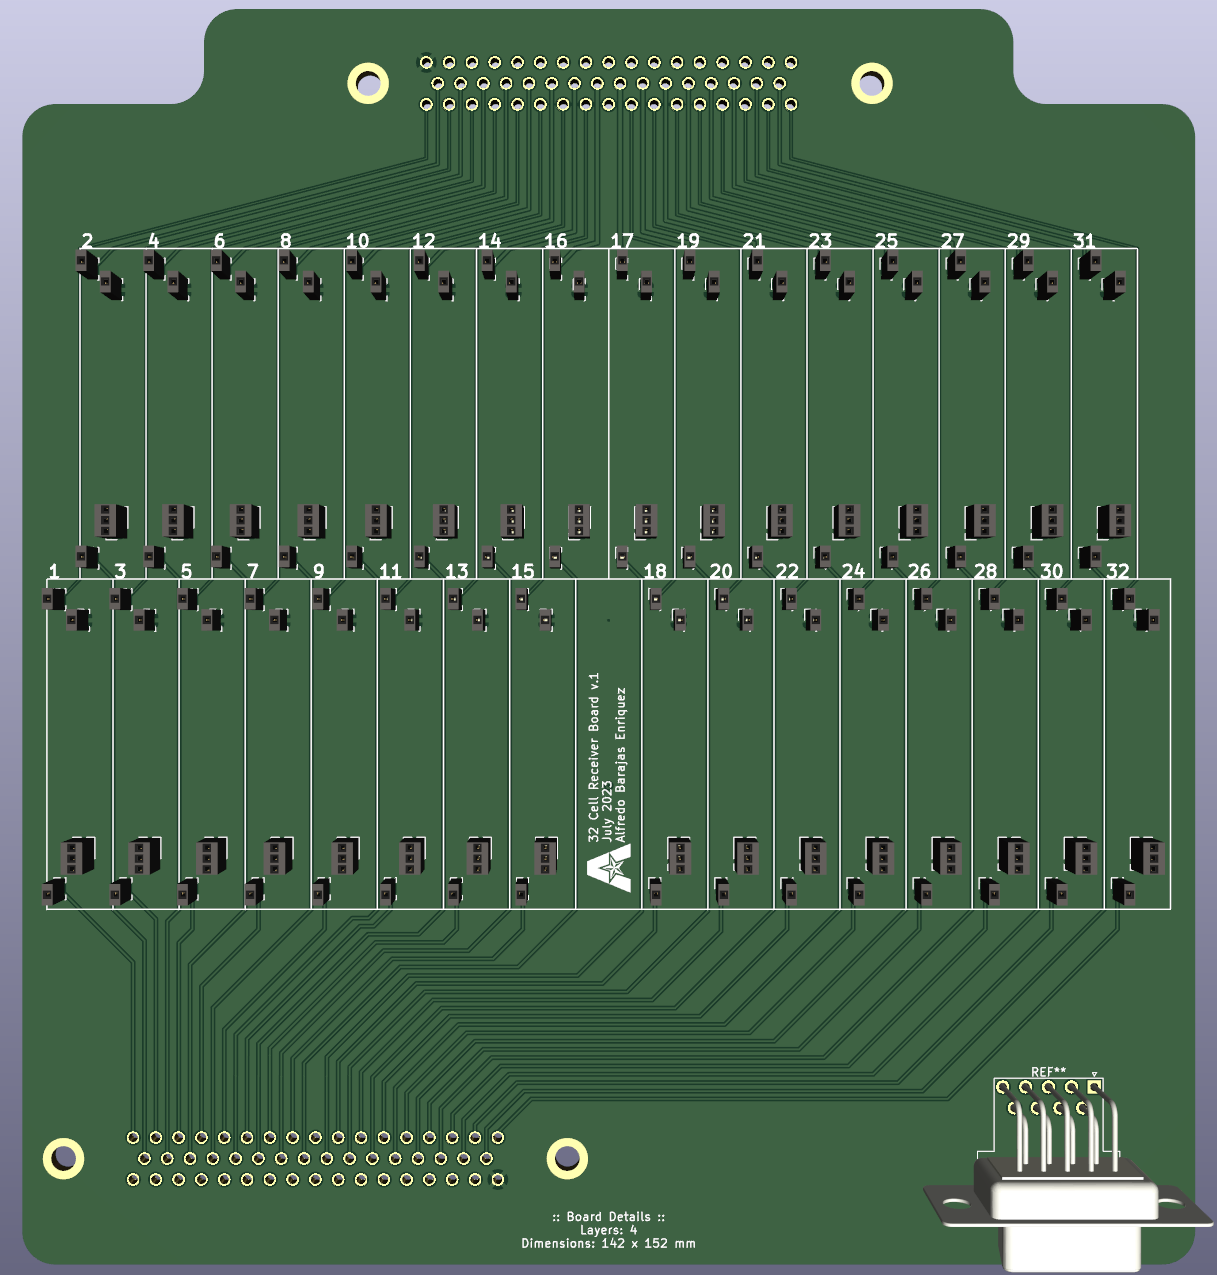 2 4 6 8 10 12 14 16 17 19 21 23 25 27 29 31
1 3 5 7 9 11 13 15 18 20 22 24 26 28 30 32
32 Cell Receiver Board v.1
July 2023
Alfredo Barajas Enriquez
REF**
:: Board Details ::
Layers: 4
Dimensions: 142 x 152 mm